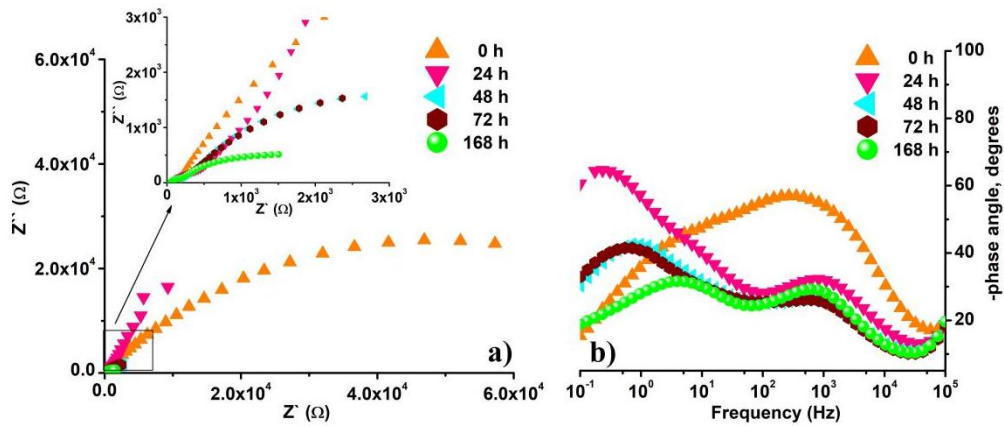 3x10³
2x10³
1x10³
0
Z`` (Ω)
0
1x10³
2x10³
3x10³
Z` (Ω)
0 h
24 h
48 h
72 h
168 h
6.0x10⁴
4.0x10⁴
2.0x10⁴
0.0
Z`` (Ω)
0.0
2.0x10⁴
4.0x10⁴
6.0x10⁴
Z` (Ω)
a)
0 h
24 h
48 h
72 h
168 h
100
80
60
40
20
-phase angle, degrees
10⁻¹
10⁰
10¹
10²
10³
10⁴
10⁵
Frequency (Hz)
b)